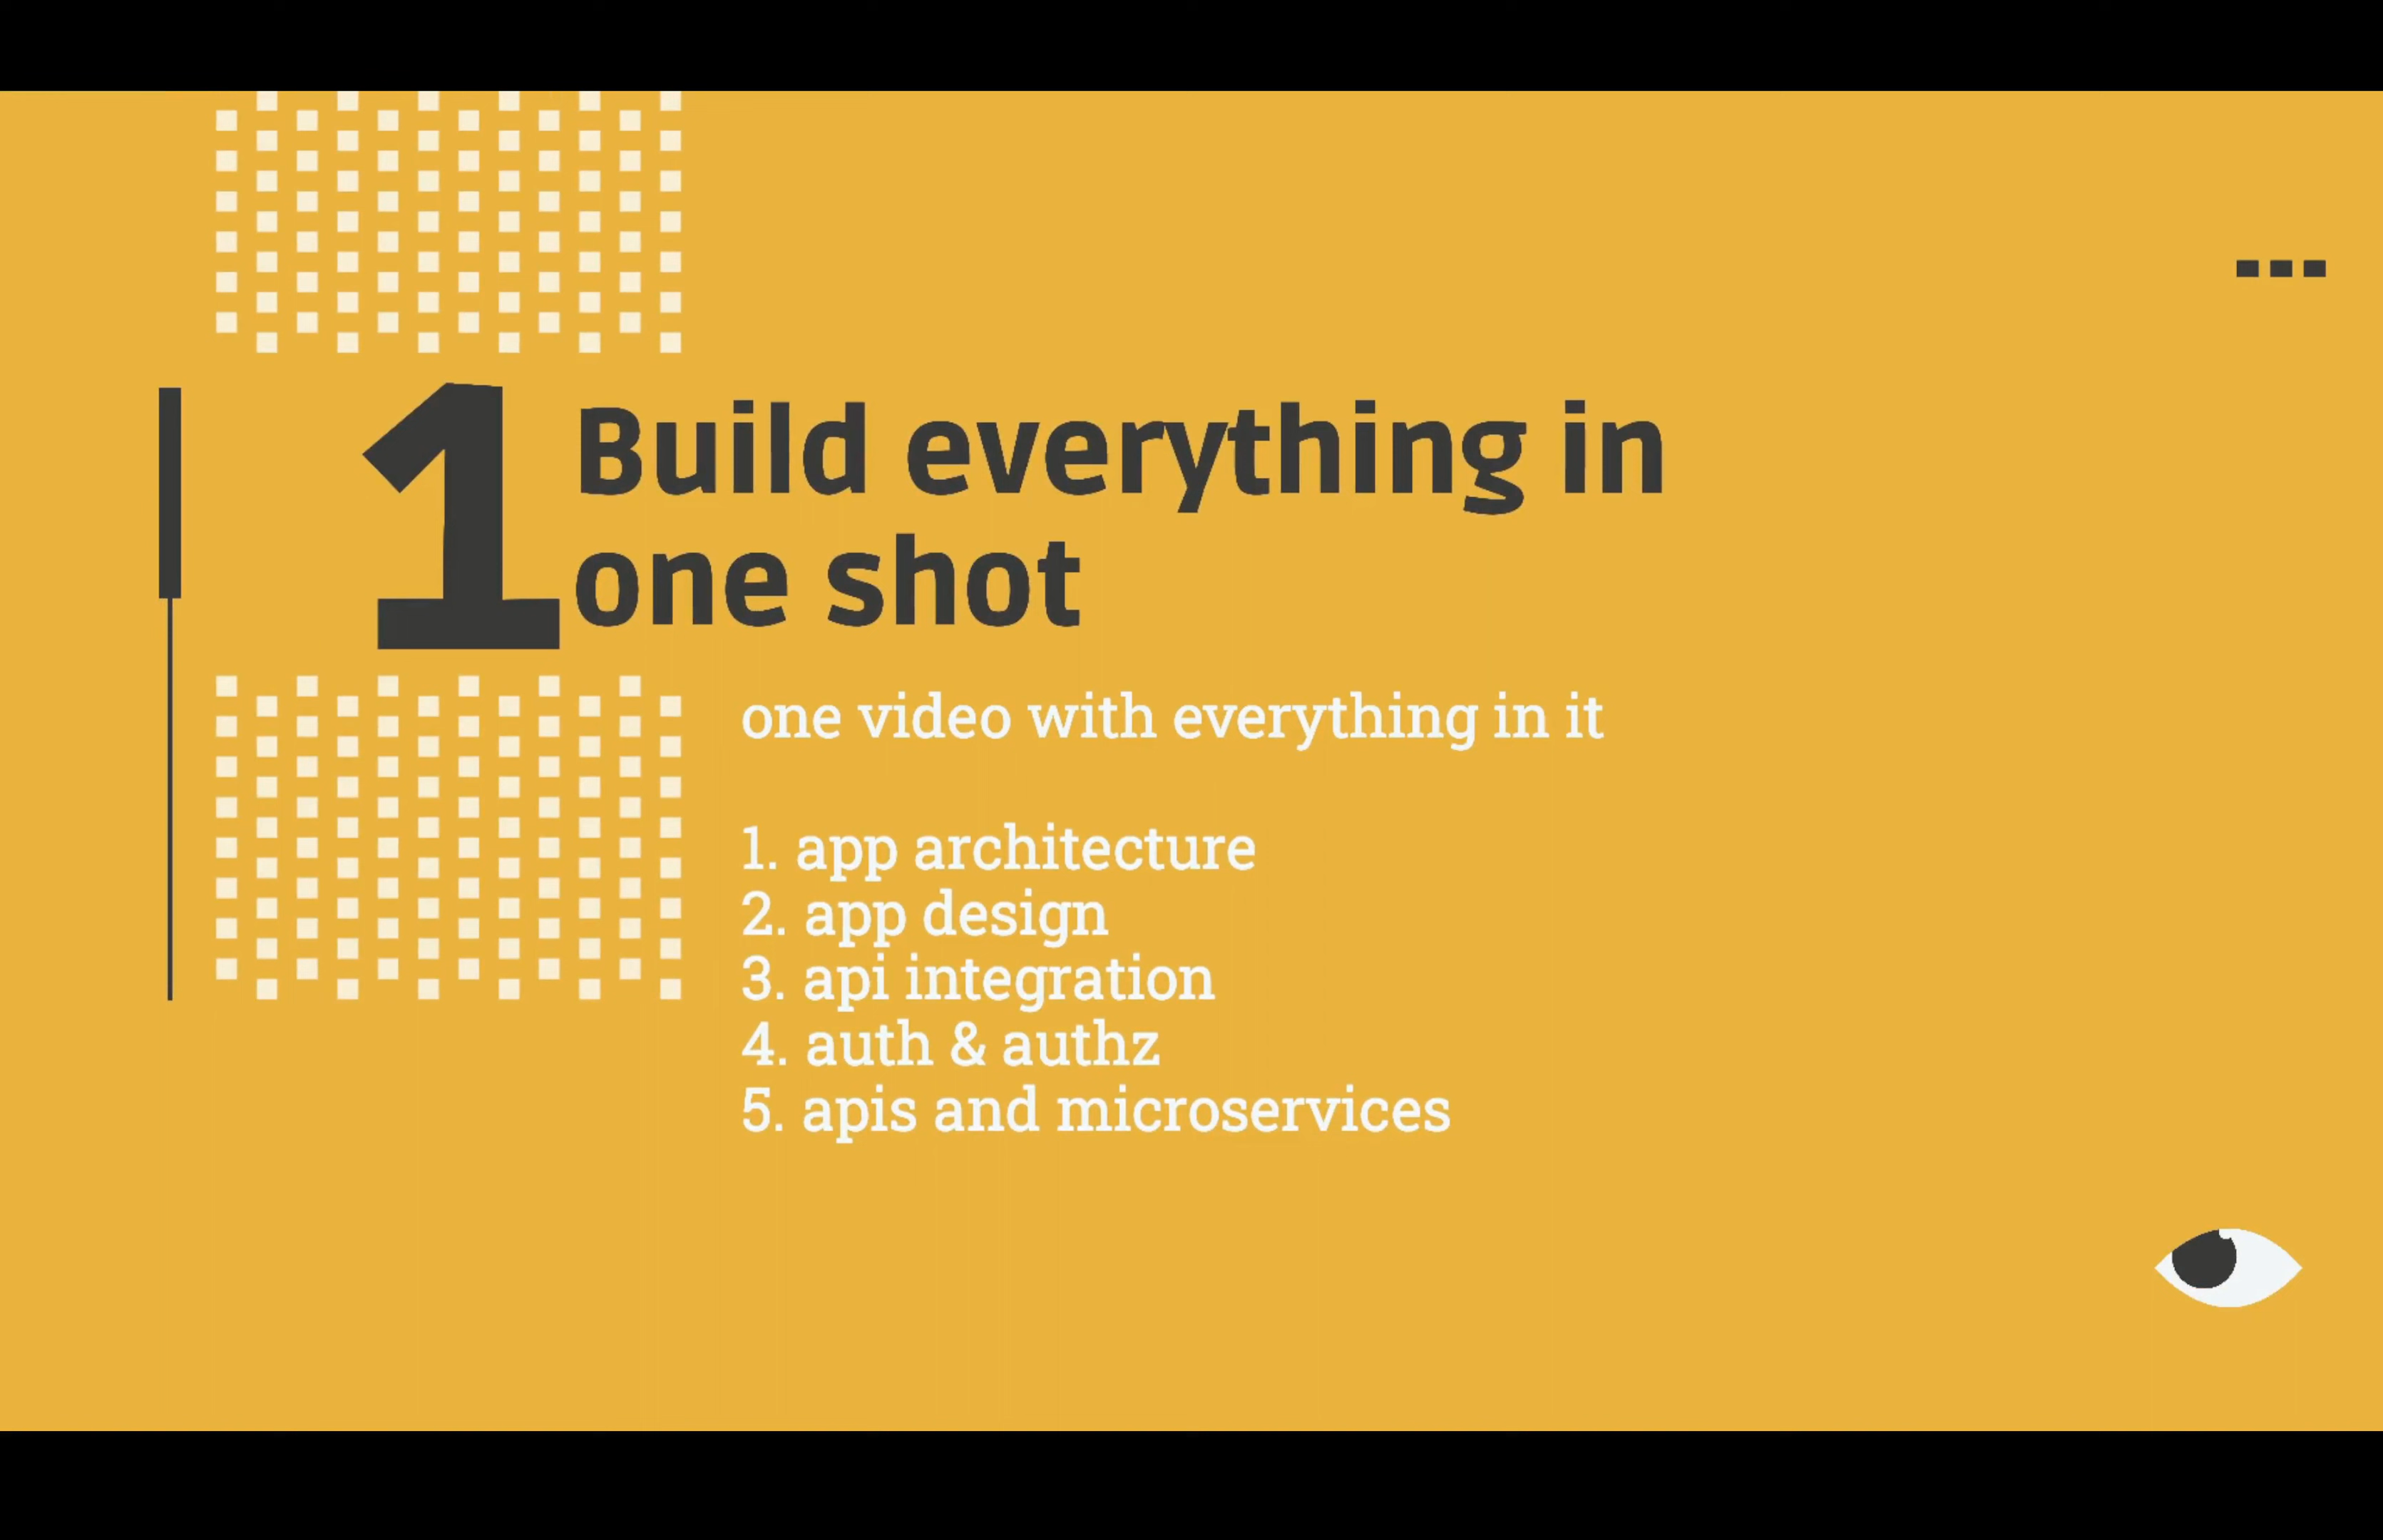 1
Build everything in
one shot
one video with everything in it
1. app architecture
2. app design
3. api integration
4. auth & authz
5. apis and microservices